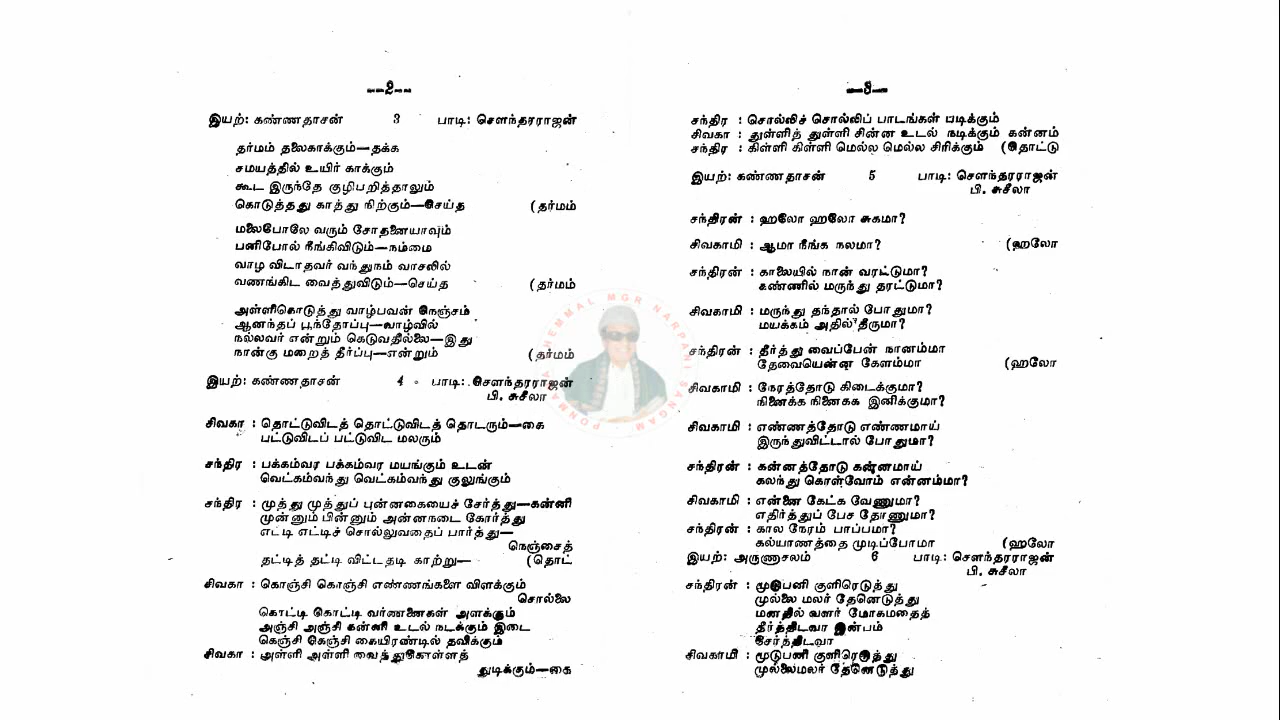 —2—
இயற்: கண்ணதாசன் 3 பாடி: சௌந்தரராஜன்
தர்மம் தலைகாக்கும்—தக்க
சமயத்தில் உயிர் காக்கும்
கூட இருந்தே குழிபறித்தாலும்
கொடுத்தது காத்து நிற்கும்—செய்த (தர்மம்
மலைபோலே வரும் சோதனையாவும்
பனிபோல் நீங்கிவிடும்—நம்மை
வாழ விடாதவர் வந்துநம் வாசலில்
வணங்கிட வைத்துவிடும்—செய்த (தர்மம்
அள்ளிகொடுத்து வாழ்பவன் நெஞ்சம்
ஆனந்தப் பூந்தோப்பு—வாழ்வில்
நல்லவர் என்றும் கெடுவதில்லை—இது
நான்கு மறைத் தீர்ப்பு—என்றும் (தர்மம்
இயற்: கண்ணதாசன் 4 பாடி: சௌந்தரராஜன்
பி. சுசீலா
சிவகா : தொட்டுவிடத் தொட்டுவிடத் தொடரும்—கை
பட்டுவிடப் பட்டுவிட மலரும்
சந்திர : பக்கம்வர பக்கம்வர மயங்கும் உடன்
வெட்கம்வந்து வெட்கம்வந்து குலுங்கும்
சந்திர : முத்து முத்துப் புன்னகையைச் சேர்த்து—கன்னி
முன்னும் பின்னும் அன்னநடை கோர்த்து
எட்டி எட்டிச் சொல்லுவதைப் பார்த்து—
நெஞ்சைத்
தட்டித் தட்டி விட்டதடி காற்று— (தொட்
சிவகா : கொஞ்சி கொஞ்சி எண்ணங்களை விளக்கும்
சொல்லை
கொட்டி கொட்டி வர்ணனைகள் அளக்கும்
அஞ்சி அஞ்சி கன்னி உடல் நடக்கும் இடை
கெஞ்சி கெஞ்சி கையிரண்டில் தவிக்கும்
சிவகா : அள்ளி அள்ளி வைத்துகொள்ளத்
துடிக்கும்—கை
—3—
சந்திர : சொல்லிச் சொல்லிப் பாடங்கள் படிக்கும்
சிவகா : துள்ளித் துள்ளி சின்ன உடல் நடிக்கும் கன்னம்
சந்திர : கிள்ளி கிள்ளி மெல்ல மெல்ல சிரிக்கும் (தொட்டு
இயற்: கண்ணதாசன் 5 பாடி: சௌந்தரராஜன்
பி. சுசீலா
சந்திரன் : ஹலோ ஹலோ சுகமா?
சிவகாமி : ஆமா நீங்க நலமா? (ஹலோ
சந்திரன் : காலையில் நான் வரட்டுமா?
கண்ணில் மருந்து தரட்டுமா?
சிவகாமி : மருந்து தந்தால் போதுமா?
மயக்கம் அதில் தீருமா?
சந்திரன் : தீர்த்து வைப்பேன் நானம்மா
தேவையென்ன கேளம்மா (ஹலோ
சிவகாமி : நேரத்தோடு கிடைக்குமா?
நினைக்க நினைகக இனிக்குமா?
சிவகாமி : எண்ணத்தோடு எண்ணமாய்
இருந்துவிட்டால் போதுமா?
சந்திரன் : கன்னத்தோடு கன்னமாய்
கலந்து கொள்வோம் என்னம்மா?
சிவகாமி : என்னை கேட்க வேணுமா?
எதிர்த்துப் பேச தோணுமா?
சந்திரன் : கால நேரம் பாப்பமா?
கல்யாணத்தை முடிப்போமா (ஹலோ
இயற்: அருணாசலம் 6 பாடி: சௌந்தரராஜன்
பி. சுசீலா
சந்திரன் : மூடுபனி குளிரெடுத்து
முல்லை மலர் தேனெடுத்து
மனதில் வளர் மோகமதைத்
தீர்த்திடவா இன்பம்
சேர்த்திடவா
சிவகாமி : மூடுபனி குளிரெடுத்து
முல்லைமலர் தேனெடுத்து
PONMANA CHEMMAL MGR NARPANI SANGAM